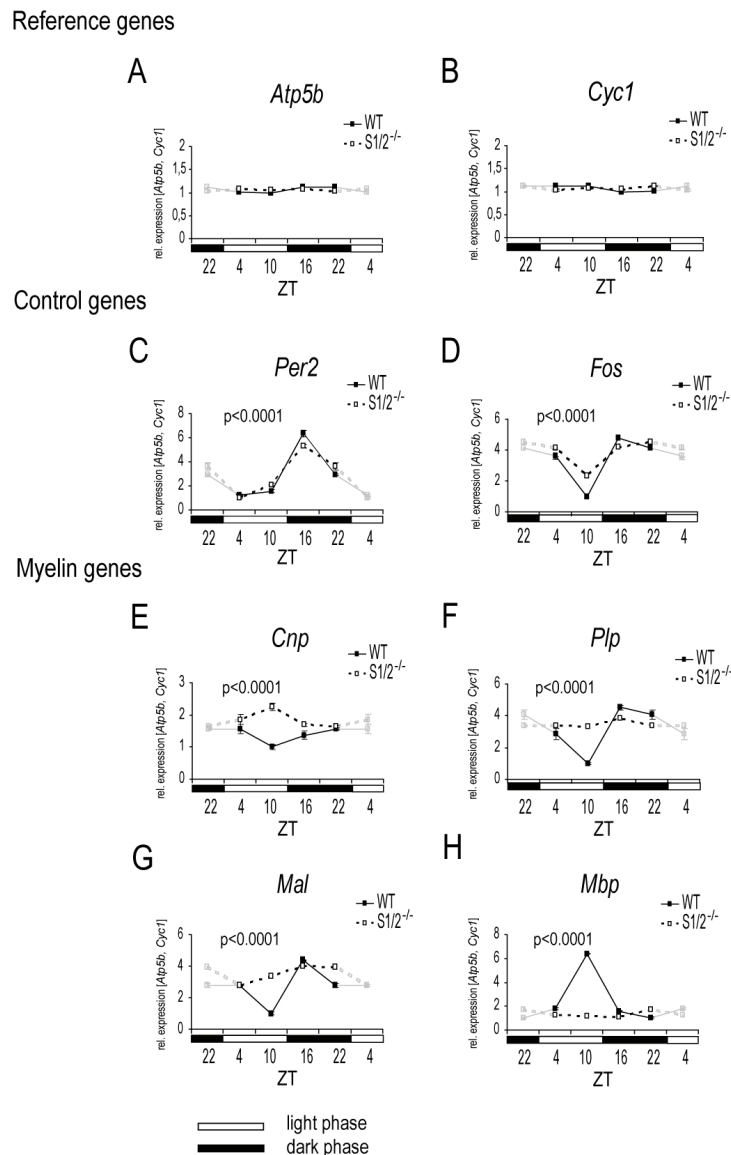 Reference genes
A
B
Atp5b
Cyc1
WT
S1/2-/-
WT
S1/2-/-
rel. expression [Atp5b, Cyc1]
2
1,5
1
0,5
0
22 4 10 16 22 4
ZT
rel. expression [Atp5b, Cyc1]
2
1,5
1
0,5
0
22 4 10 16 22 4
ZT
Control genes
C
D
Per2
Fos
WT
S1/2-/-
WT
S1/2-/-
p<0.0001
rel. expression [Atp5b, Cyc1]
8
6
4
2
0
22 4 10 16 22 4
ZT
p<0.0001
rel. expression [Atp5b, Cyc1]
6
4
2
0
22 4 10 16 22 4
ZT
Myelin genes
E
F
Cnp
Plp
WT
S1/2-/-
WT
S1/2-/-
p<0.0001
rel. expression [Atp5b, Cyc1]
3
2
1
0
22 4 10 16 22 4
ZT
p<0.0001
rel. expression [Atp5b, Cyc1]
6
4
2
0
22 4 10 16 22 4
ZT
G
H
Mal
Mbp
WT
S1/2-/-
WT
S1/2-/-
p<0.0001
rel. expression [Atp5b, Cyc1]
6
4
2
0
22 4 10 16 22 4
ZT
p<0.0001
rel. expression [Atp5b, Cyc1]
8
6
4
2
0
22 4 10 16 22 4
ZT
light phase
dark phase